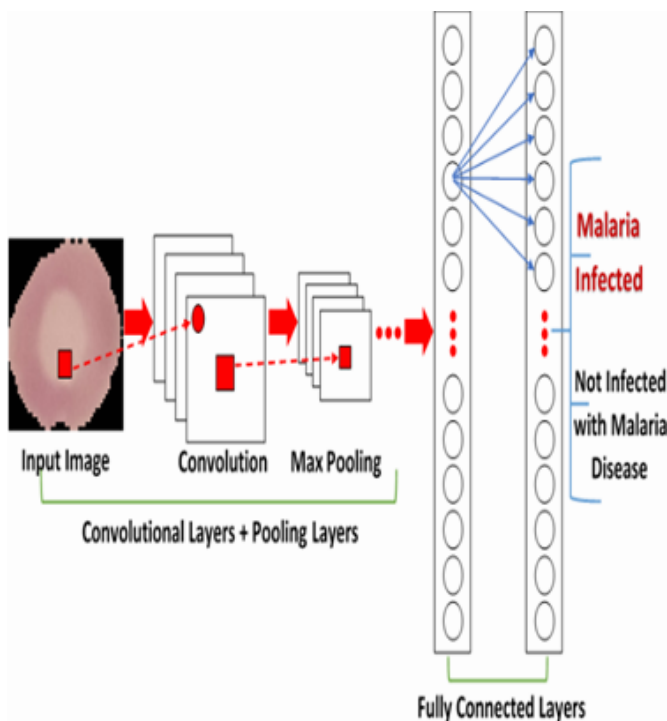 Malaria
Infected
Not Infected
with Malaria
Disease
Input Image
Convolution
Max Pooling
Convolutional Layers + Pooling Layers
Fully Connected Layers